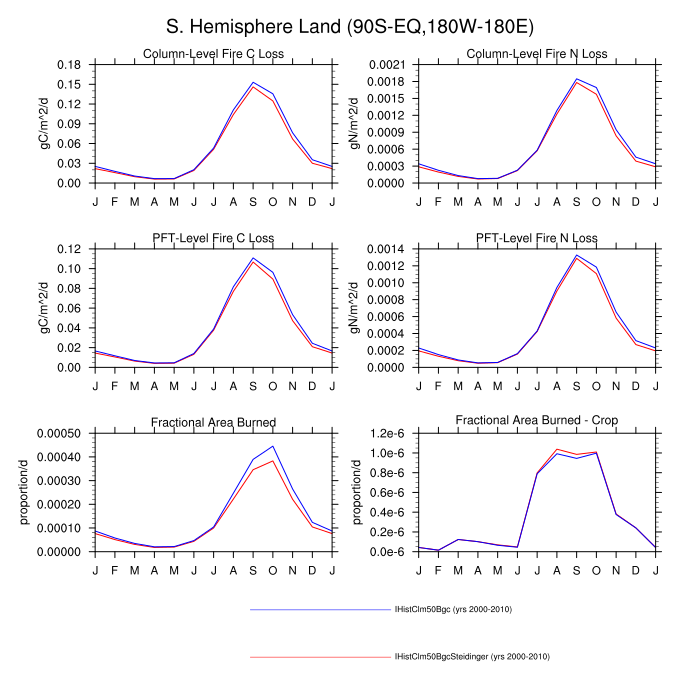 S. Hemisphere Land (90S-EQ,180W-180E)
Column-Level Fire C Loss
gC/m^2/d
0.18
0.15
0.12
0.09
0.06
0.03
0.00
J F M A M J J A S O N D J
Column-Level Fire N Loss
gN/m^2/d
0.0021
0.0018
0.0015
0.0012
0.0009
0.0006
0.0003
0.0000
J F M A M J J A S O N D J
PFT-Level Fire C Loss
gC/m^2/d
0.12
0.10
0.08
0.06
0.04
0.02
0.00
J F M A M J J A S O N D J
PFT-Level Fire N Loss
gN/m^2/d
0.0014
0.0012
0.0010
0.0008
0.0006
0.0004
0.0002
0.0000
J F M A M J J A S O N D J
Fractional Area Burned
proportion/d
0.00050
0.00040
0.00030
0.00020
0.00010
0.00000
J F M A M J J A S O N D J
Fractional Area Burned - Crop
proportion/d
1.2e-6
1.0e-6
0.8e-6
0.6e-6
0.4e-6
0.2e-6
0.0e-6
J F M A M J J A S O N D J
IHistClm50Bgc (yrs 2000-2010)
IHistClm50BgcSteidinger (yrs 2000-2010)